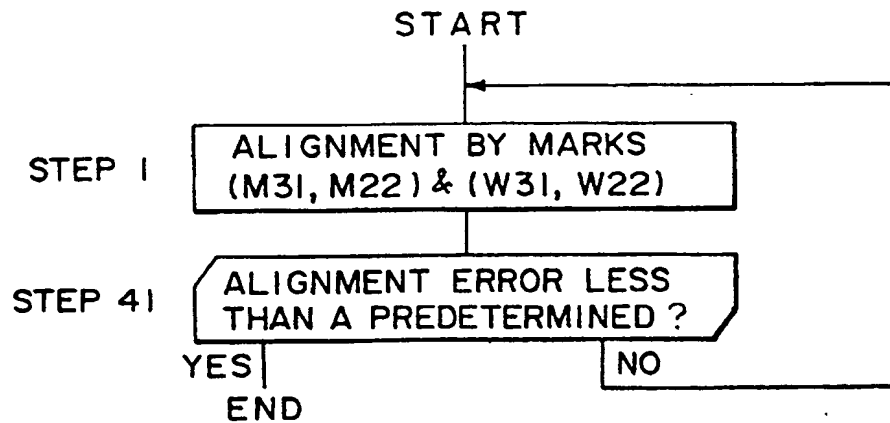 START
STEP 1
ALIGNMENT BY MARKS
(M31, M22) & (W31, W22)
STEP 41
ALIGNMENT ERROR LESS
THAN A PREDETERMINED ?
YES
NO
END